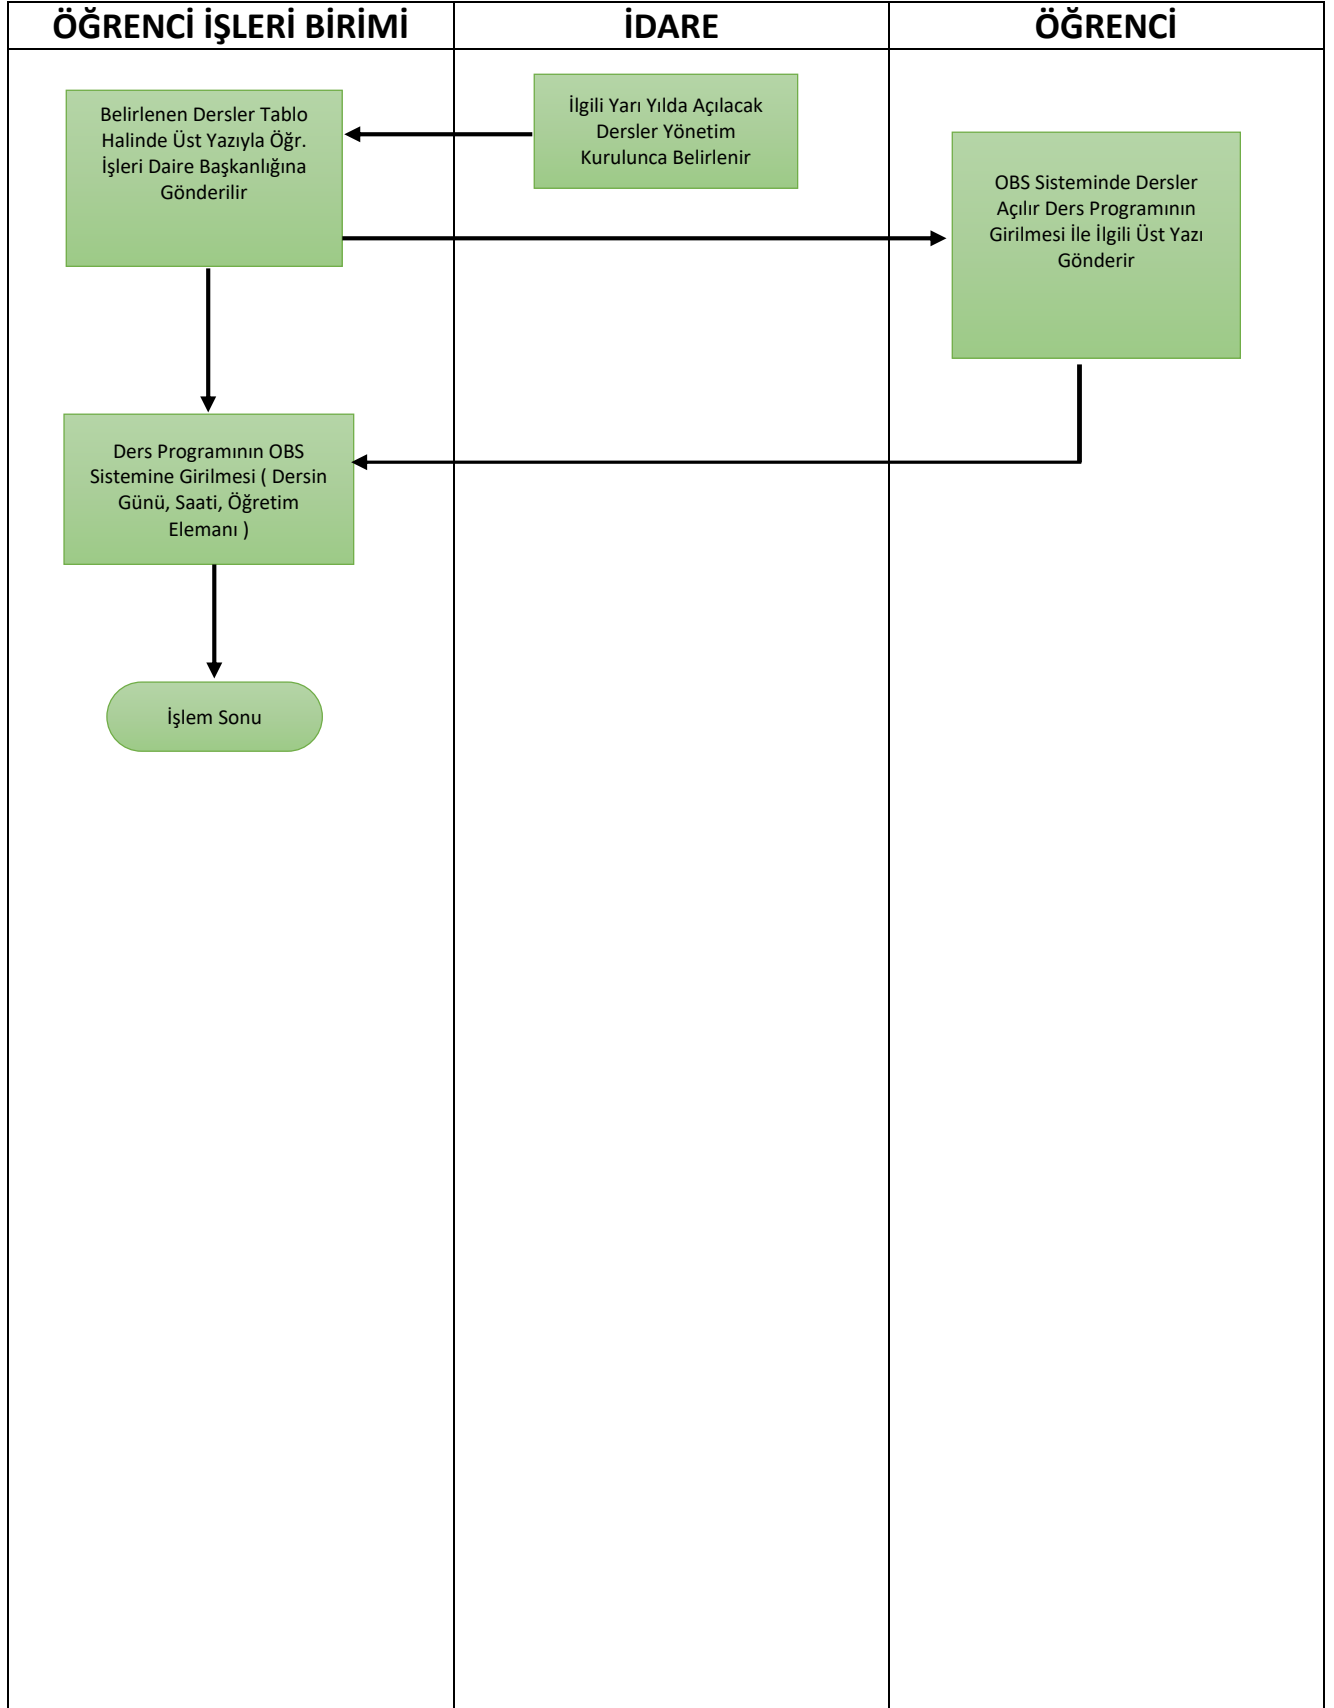 ÖĞRENCİ İŞLERİ BİRİMİ
İDARE
ÖĞRENCİ
Belirlenen Dersler Tablo
Halinde Üst Yazıyla Öğr.
İşleri Daire Başkanlığına
Gönderilir
İlgili Yarı Yılda Açılacak
Dersler Yönetim
Kurulunca Belirlenir
OBS Sisteminde Dersler
Açılır Ders Programının
Girilmesi İle İlgili Üst Yazı
Gönderir
Ders Programının OBS
Sistemine Girilmesi ( Dersin
Günü, Saati, Öğretim
Elemanı )
İşlem Sonu